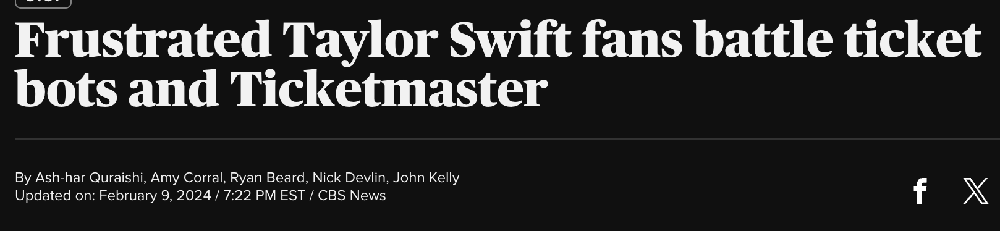 Frustrated Taylor Swift fans battle ticket
bots and Ticketmaster
By Ash-har Quraishi, Amy Corral, Ryan Beard, Nick Devlin, John Kelly
Updated on: February 9, 2024 / 7:22 PM EST / CBS News